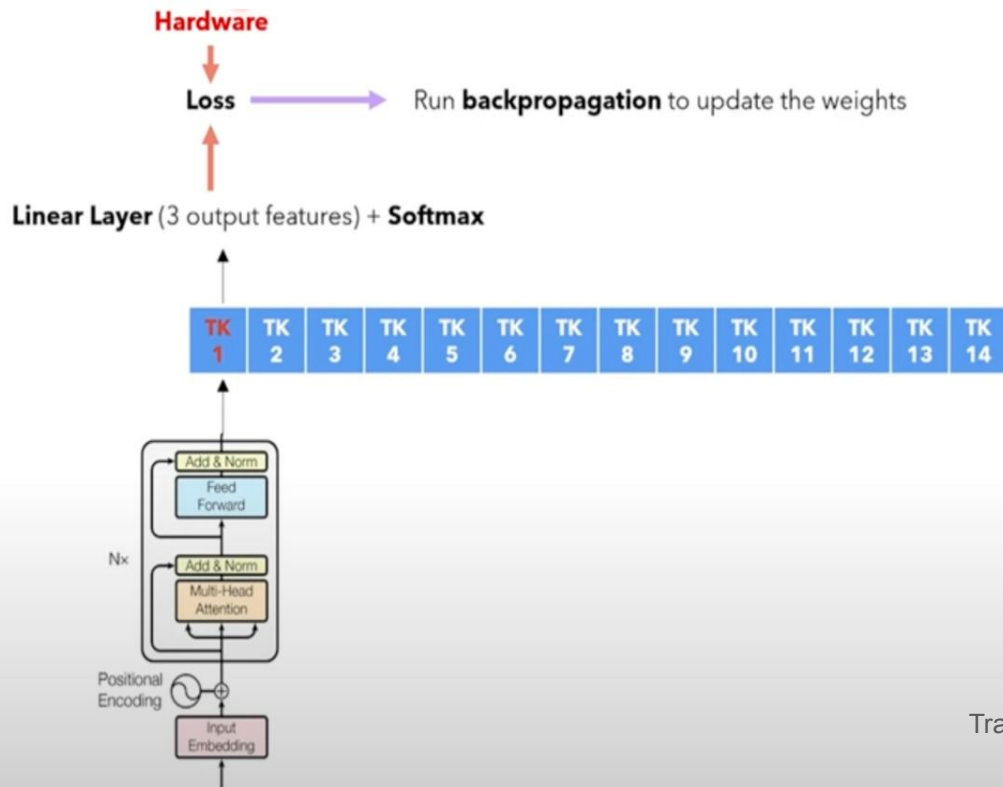 Hardware
Loss
Run backpropagation to update the weights
Linear Layer (3 output features) + Softmax
TK 1
TK 2
TK 3
TK 4
TK 5
TK 6
TK 7
TK 8
TK 9
TK 10
TK 11
TK 12
TK 13
TK 14
Add & Norm
Feed
Forward
Nx
Add & Norm
Multi-Head
Attention
Positional
Encoding
Input
Embedding
Tra